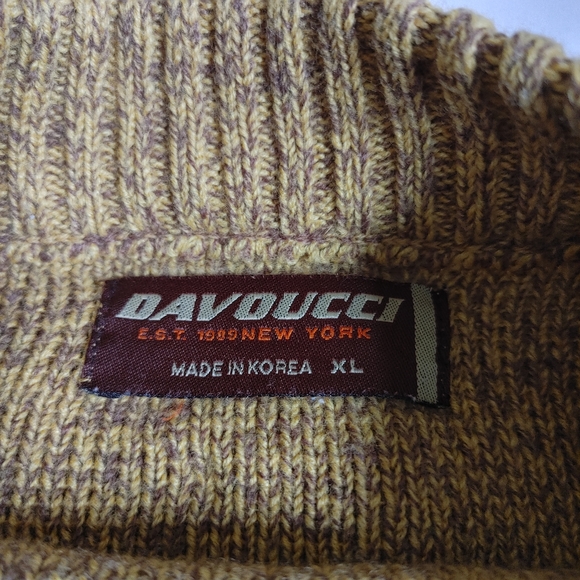 DAVOUCCI
E.S.T. 1989 NEW YORK
MADE IN KOREA XL